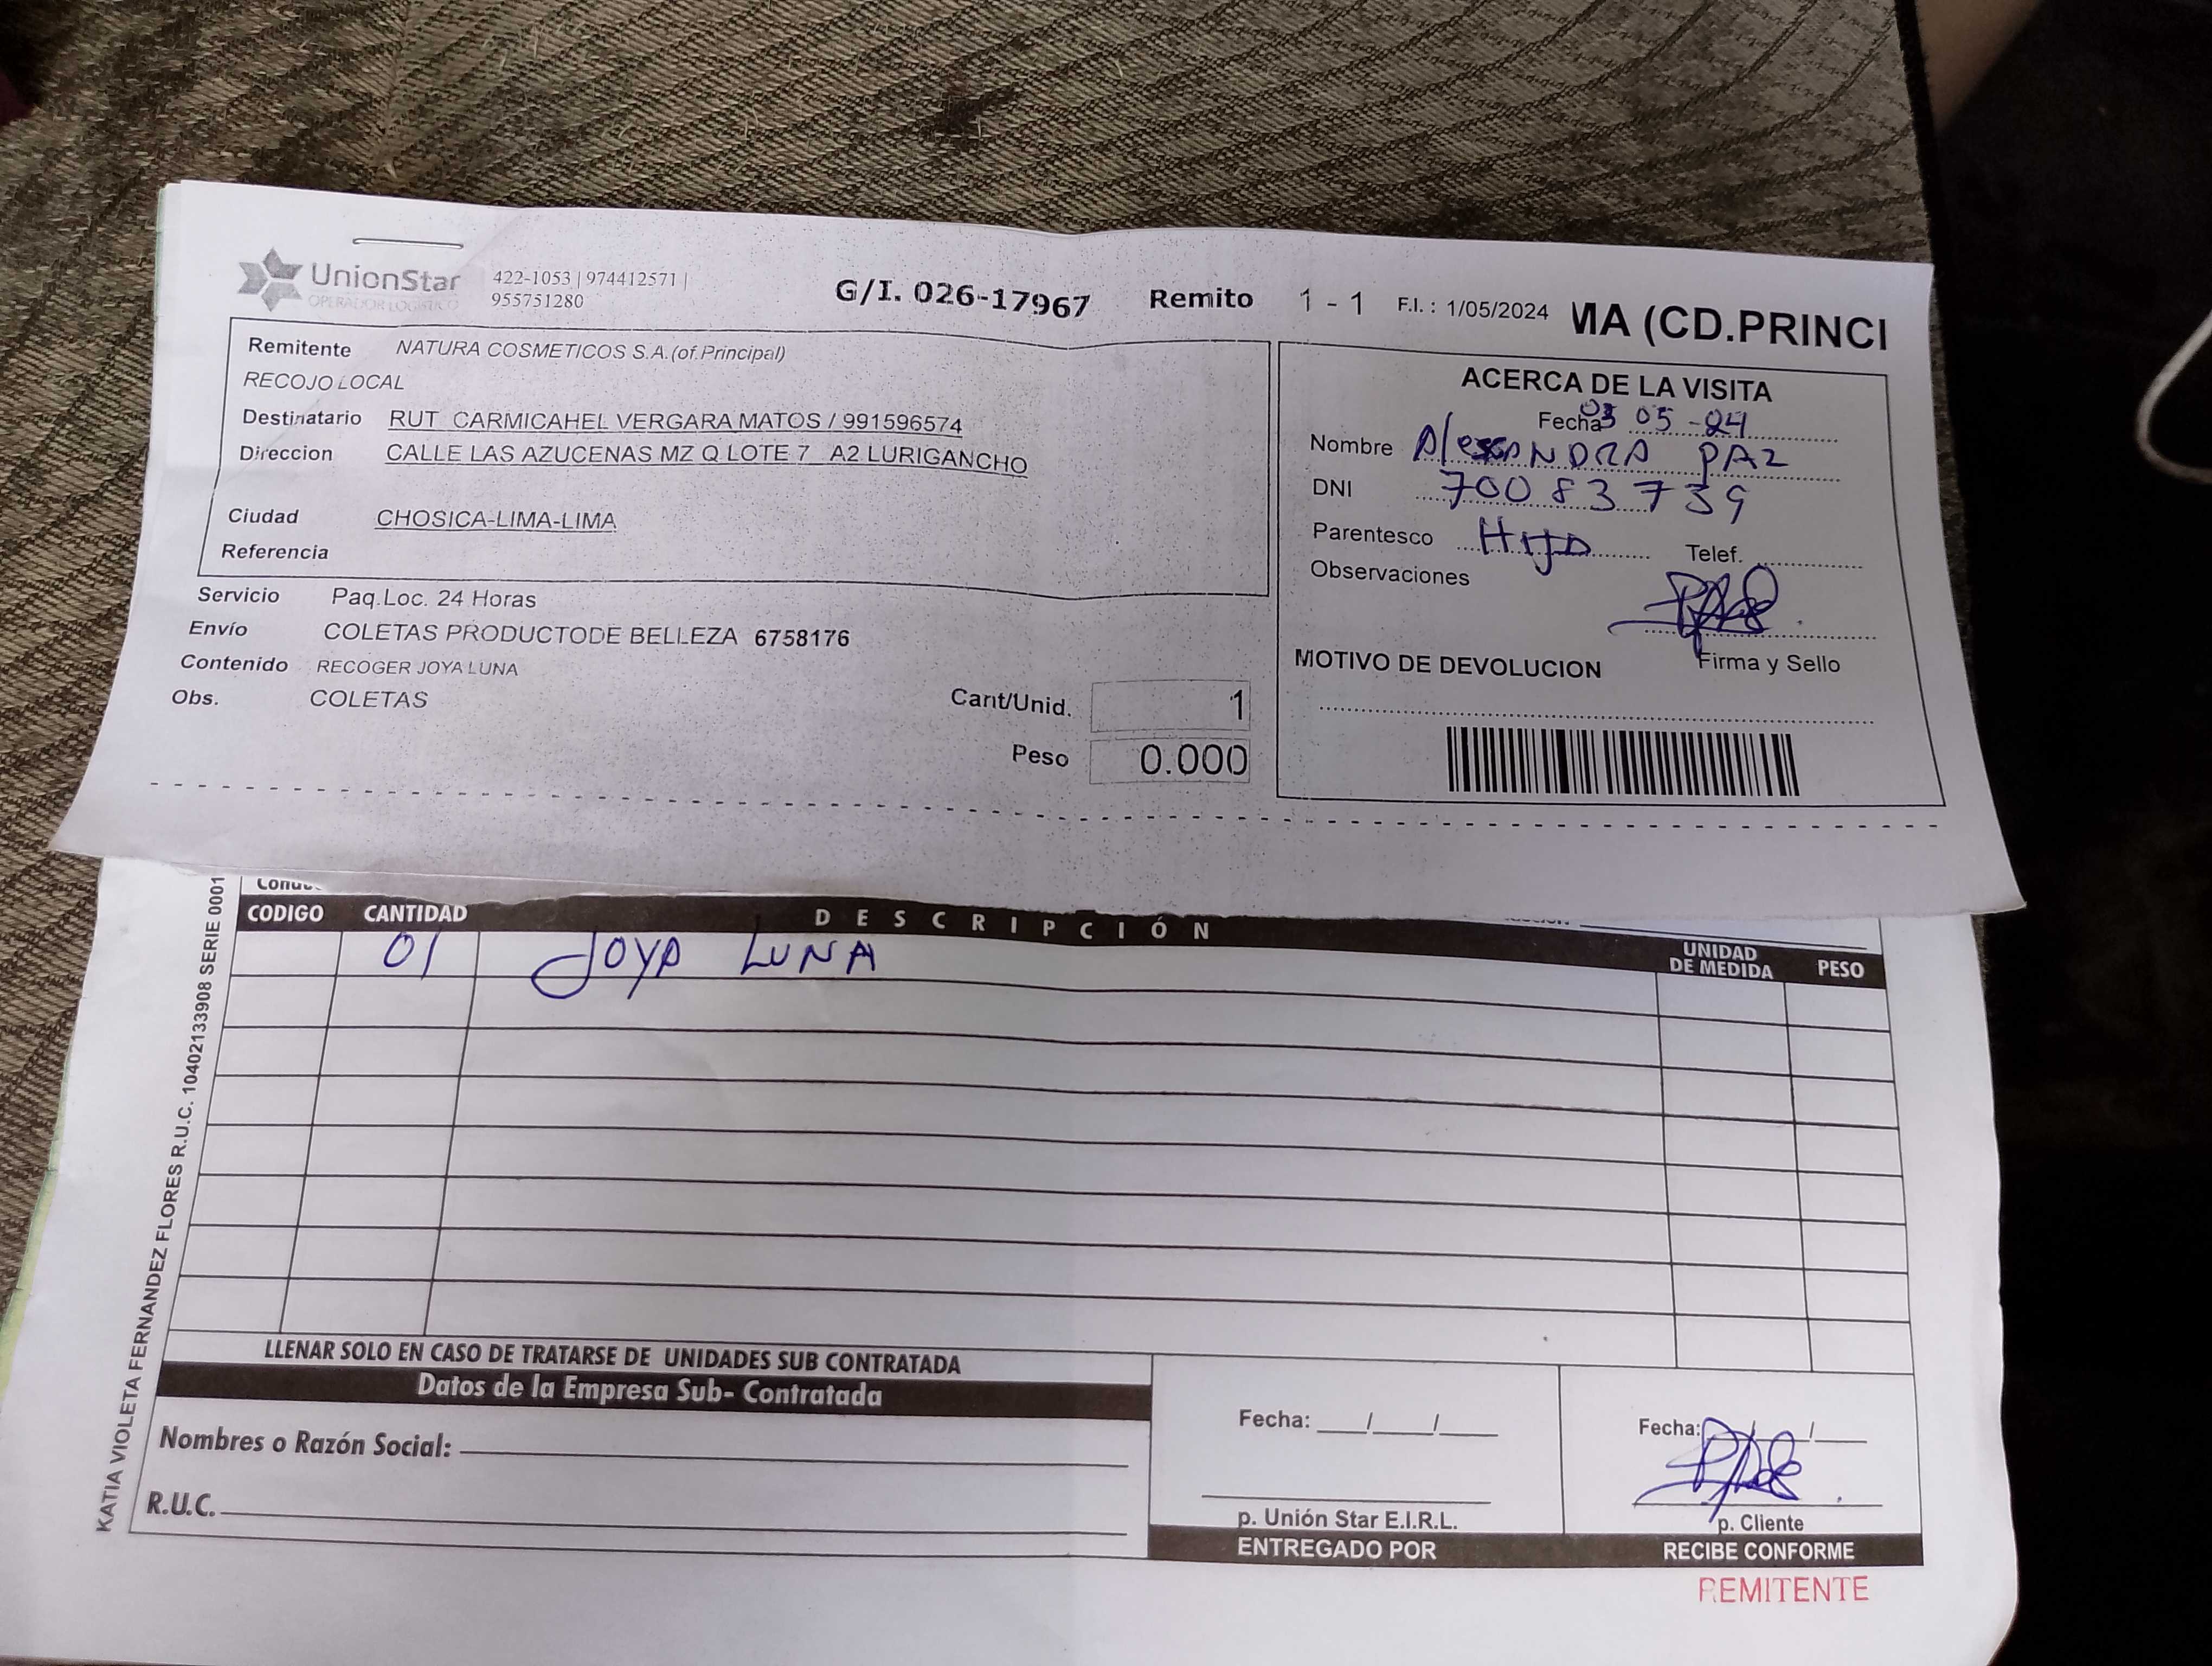 UnionStar
OPERADOR LOGISTICO
422-1053 | 974412571 |
955751280
G/I. 026-17967 Remito 1 - 1 F.I. : 1/05/2024 MA (CD.PRINCI
Remitente NATURA COSMETICOS S.A.(of.Principal)
RECOJO LOCAL
Destinatario RUT CARMICAHEL VERGARA MATOS / 991596574
Direccion CALLE LAS AZUCENAS MZ Q LOTE 7 A2 LURIGANCHO
Ciudad CHOSICA-LIMA-LIMA
Referencia
Servicio Paq.Loc. 24 Horas
Envío COLETAS PRODUCTODE BELLEZA 6758176
Contenido RECOGER JOYA LUNA
Obs. COLETAS
Cant/Unid. 1
Peso 0.000
ACERCA DE LA VISITA
Fecha 03 05 -24
Nombre AlexANDRA PAZ
DNI 70083739
Parentesco HIJA Telef.
Observaciones
Firma y Sello
MOTIVO DE DEVOLUCION
CODIGO CANTIDAD DESCRIPCIÓN UNIDAD DE MEDIDA PESO
01 JOYA LUNA
KATIA VIOLETA FERNANDEZ FLORES R.U.C. 10402133908 SERIE 0001
LLENAR SOLO EN CASO DE TRATARSE DE UNIDADES SUB CONTRATADA
Datos de la Empresa Sub- Contratada
Nombres o Razón Social:
R.U.C.
Fecha: / /
p. Unión Star E.I.R.L.
ENTREGADO POR
Fecha: / /
p. Cliente
RECIBE CONFORME
REMITENTE